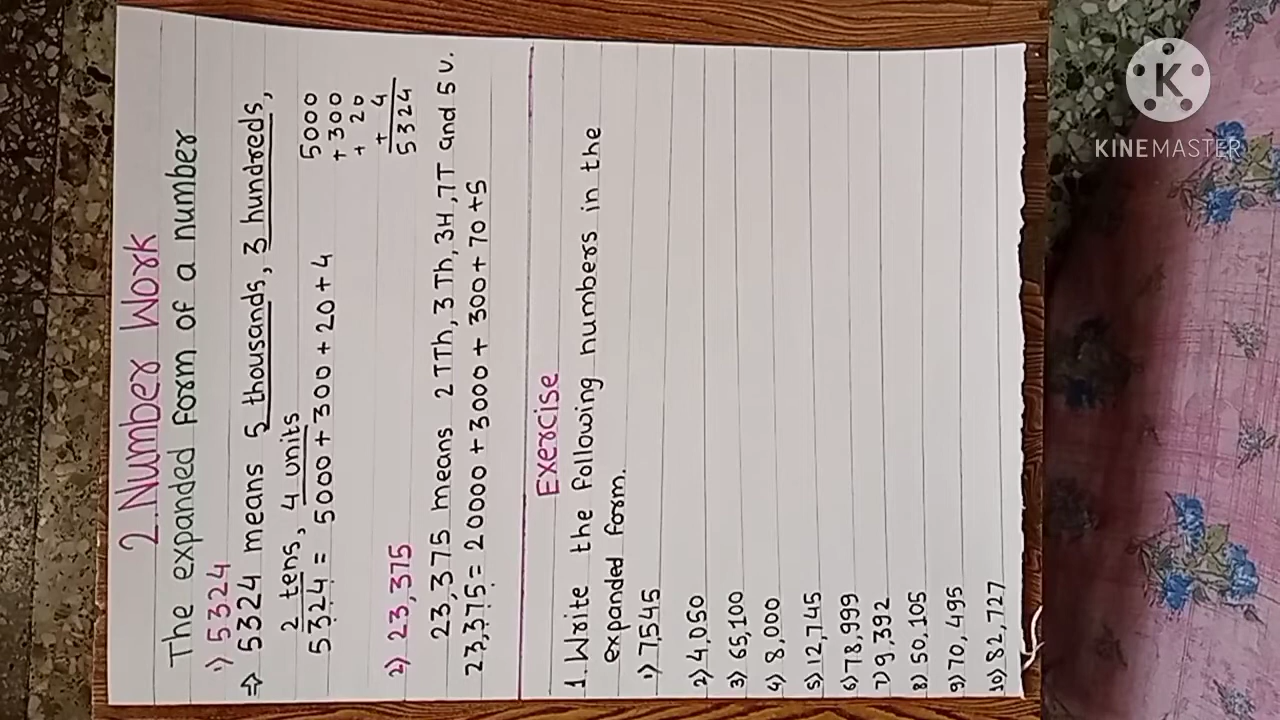 2. Number Work
The expanded form of a number
1) 5324
⇒ 5324 means 5 thousands, 3 hundreds,
2 tens, 4 units
5324 = 5000 + 300 + 20 + 4
5000
+ 300
+ 20
+ 4
5324
2) 23,375
23,375 means 2 TTh, 3 Th, 3H, 7T and 5 U.
23,375 = 20000 + 3000 + 300 + 70 + 5
Exercise
1. Write the following numbers in the
expanded form.
1) 7,545
2) 4,050
3) 65,100
4) 8,000
5) 12,745
6) 78,999
7) 9,392
8) 50,105
9) 70,495
10) 82,727
K
KINEMASTER